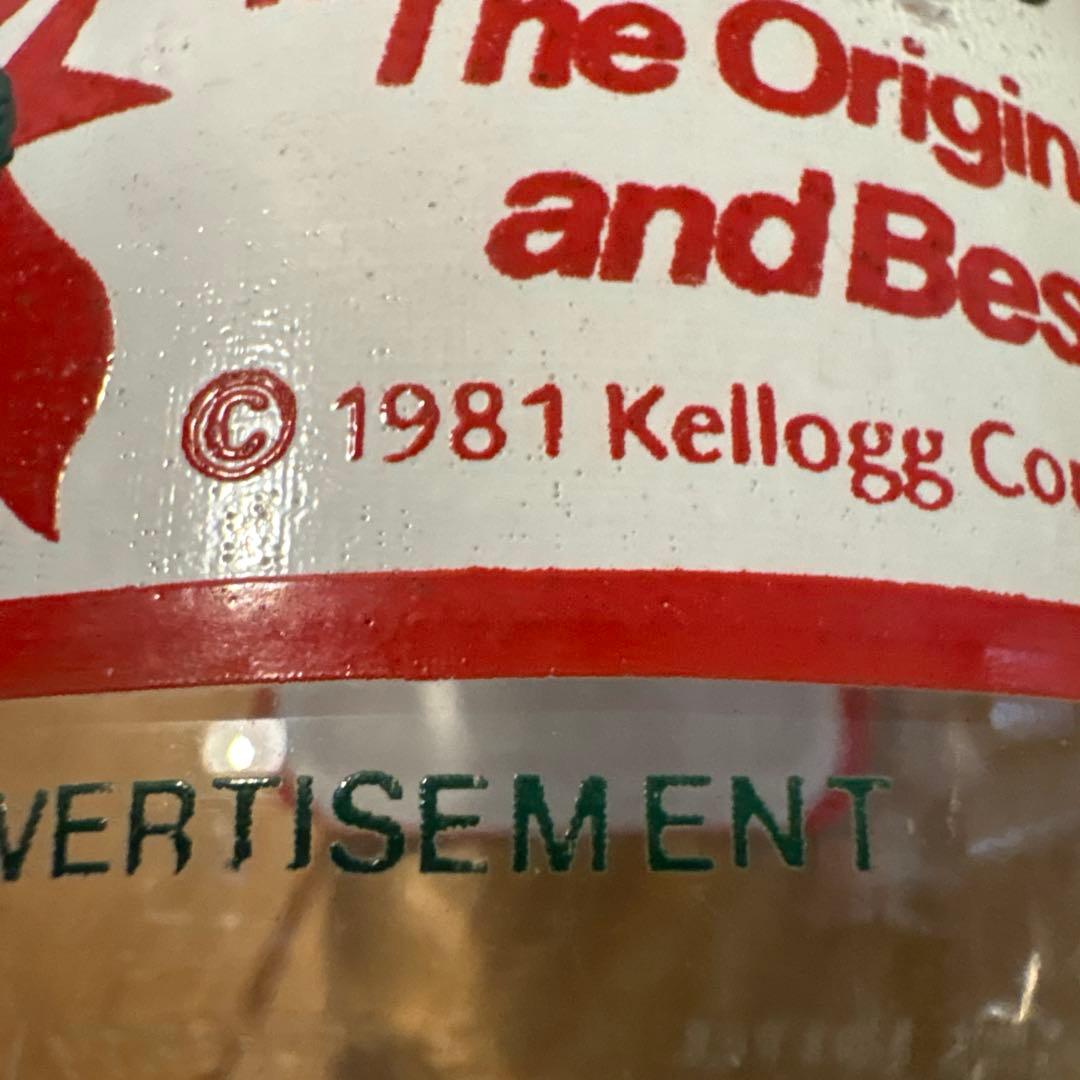 The Origin
and Bes
© 1981 Kellogg Co
VERTISEMENT